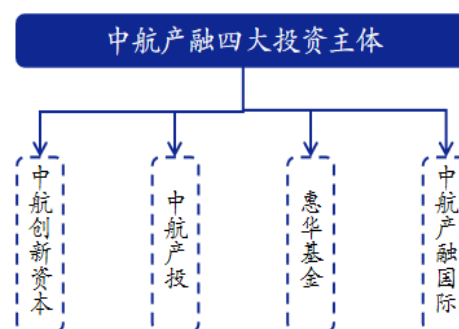 中航产融四大投资主体
中航创新资本
中航产投
惠华基金
中航产融国际